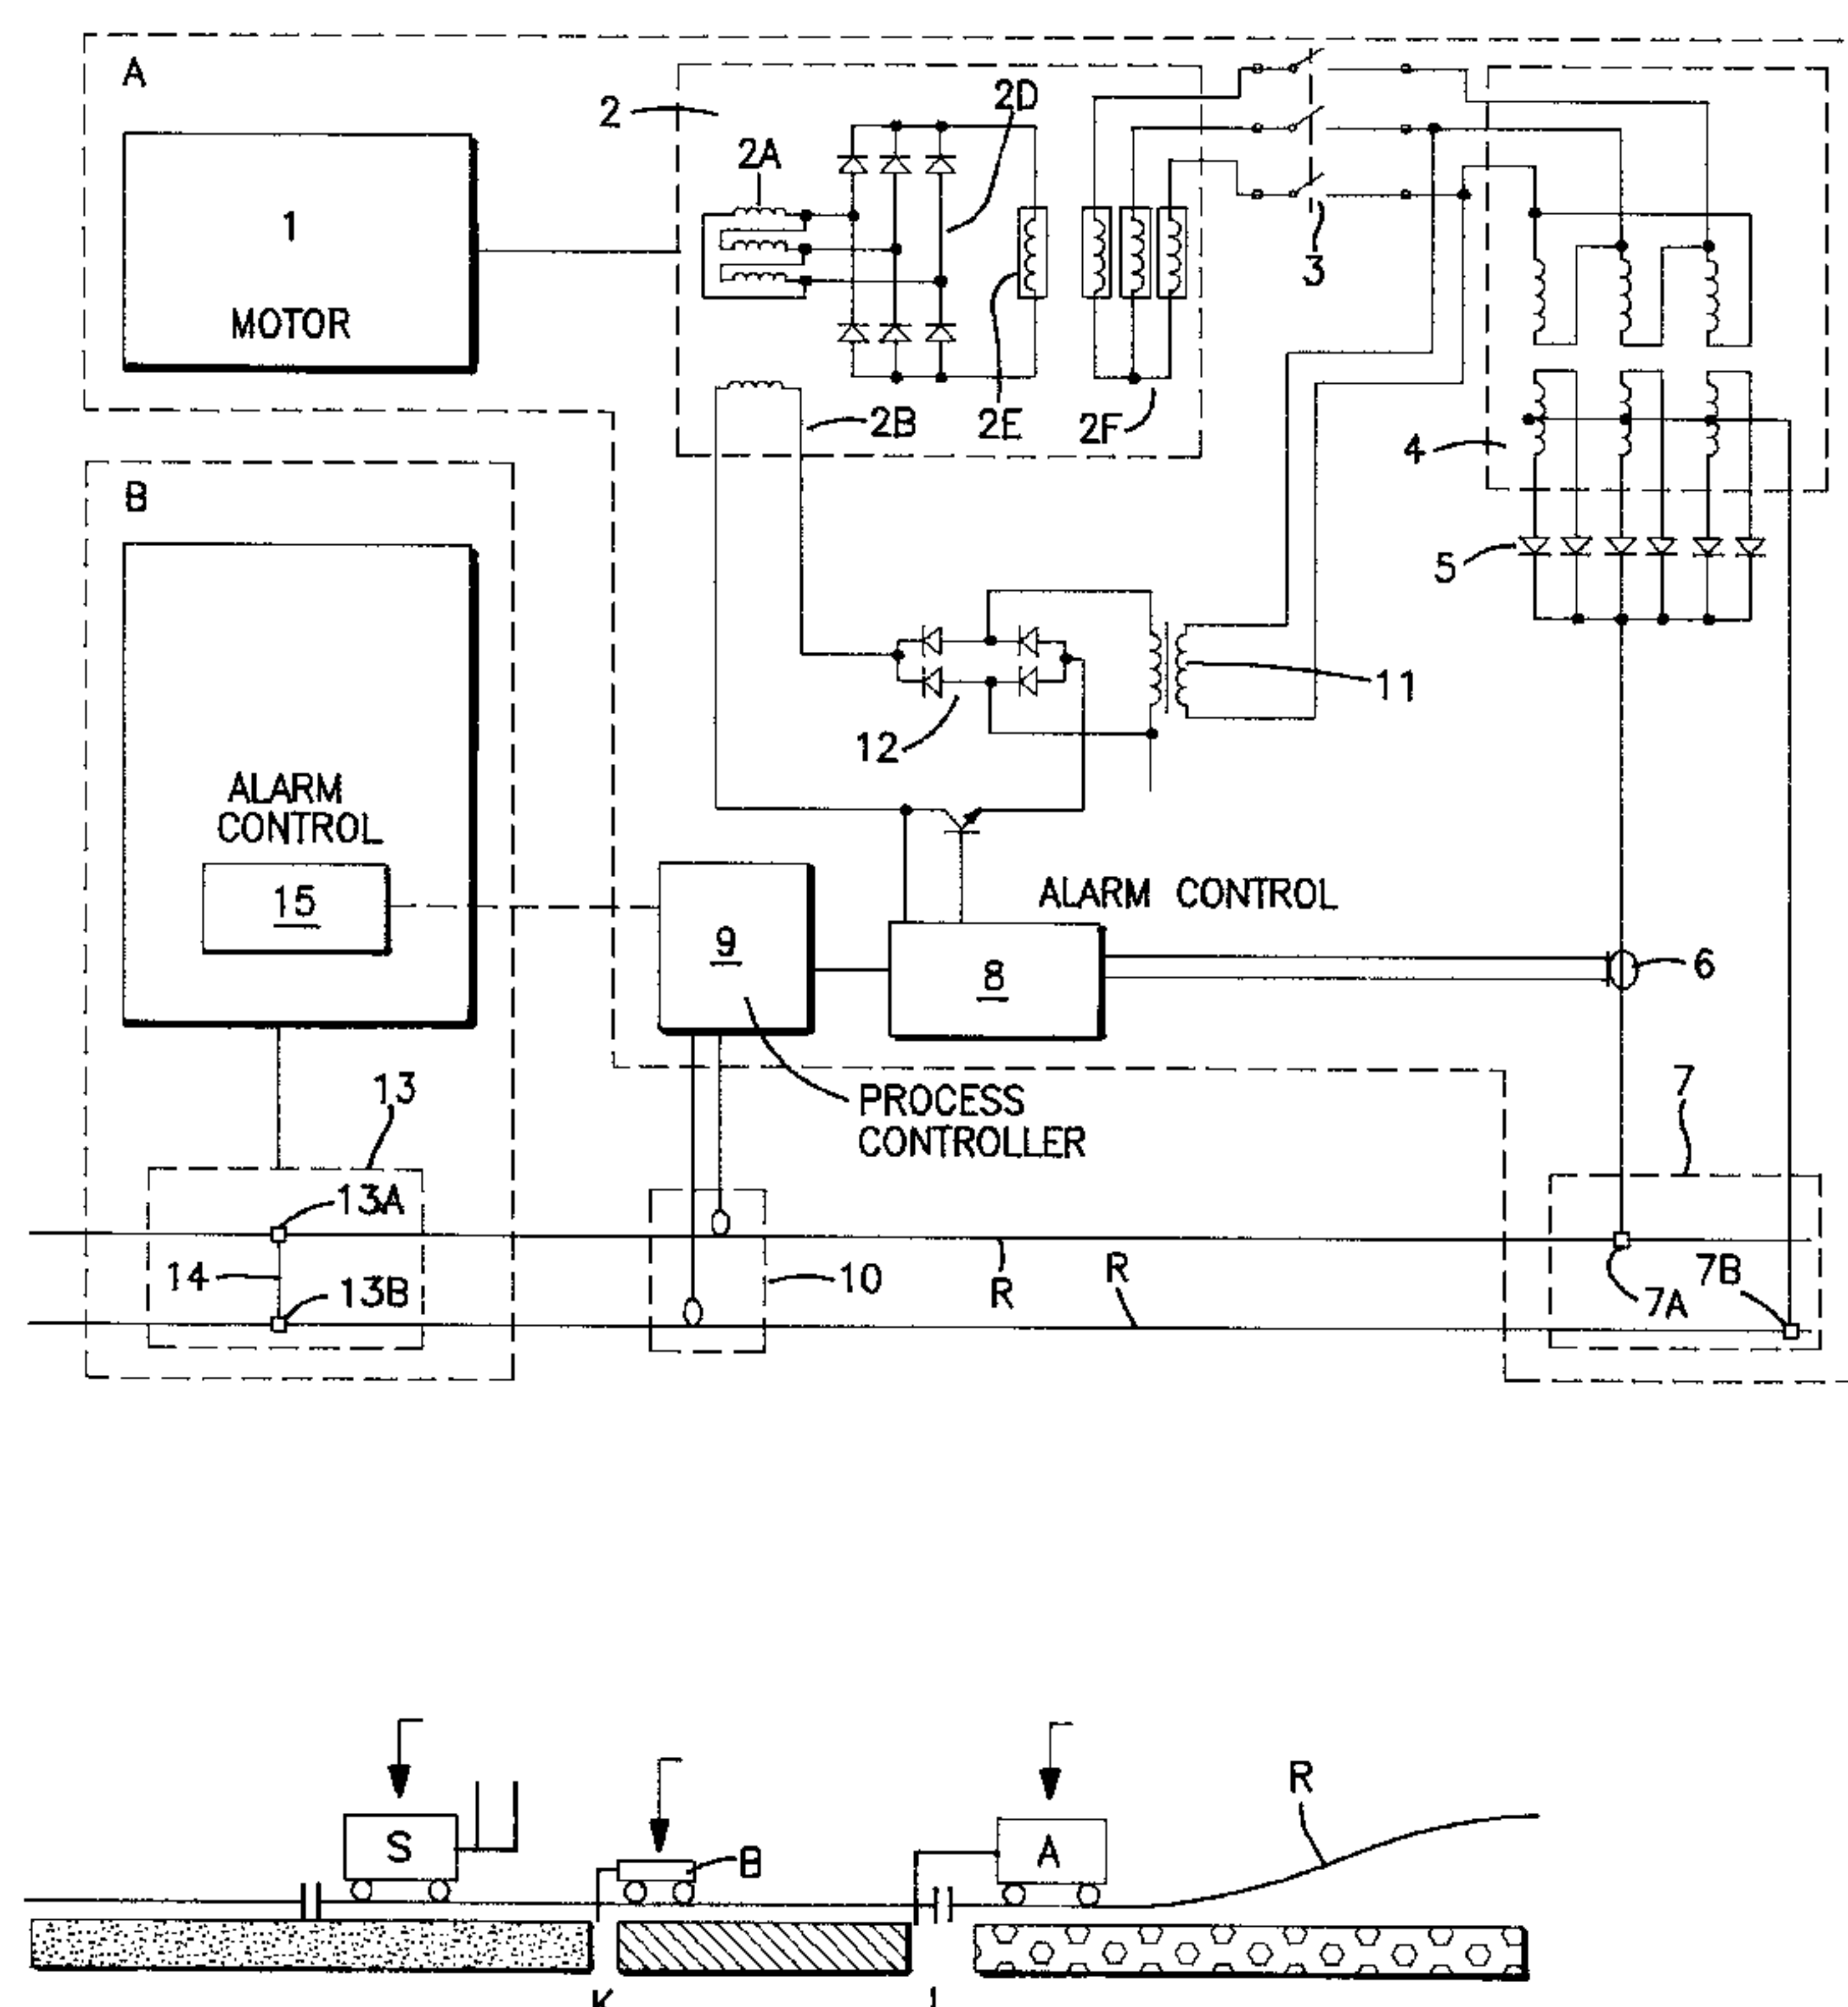 A
2
2D
2A
1
MOTOR
3
2B
2E
2F
4
B
5
11
12
ALARM
CONTROL
15
ALARM CONTROL
9
8
6
13
PROCESS
CONTROLLER
7
13A
14
13B
10
R
R
7B
7A
R
S
B
A